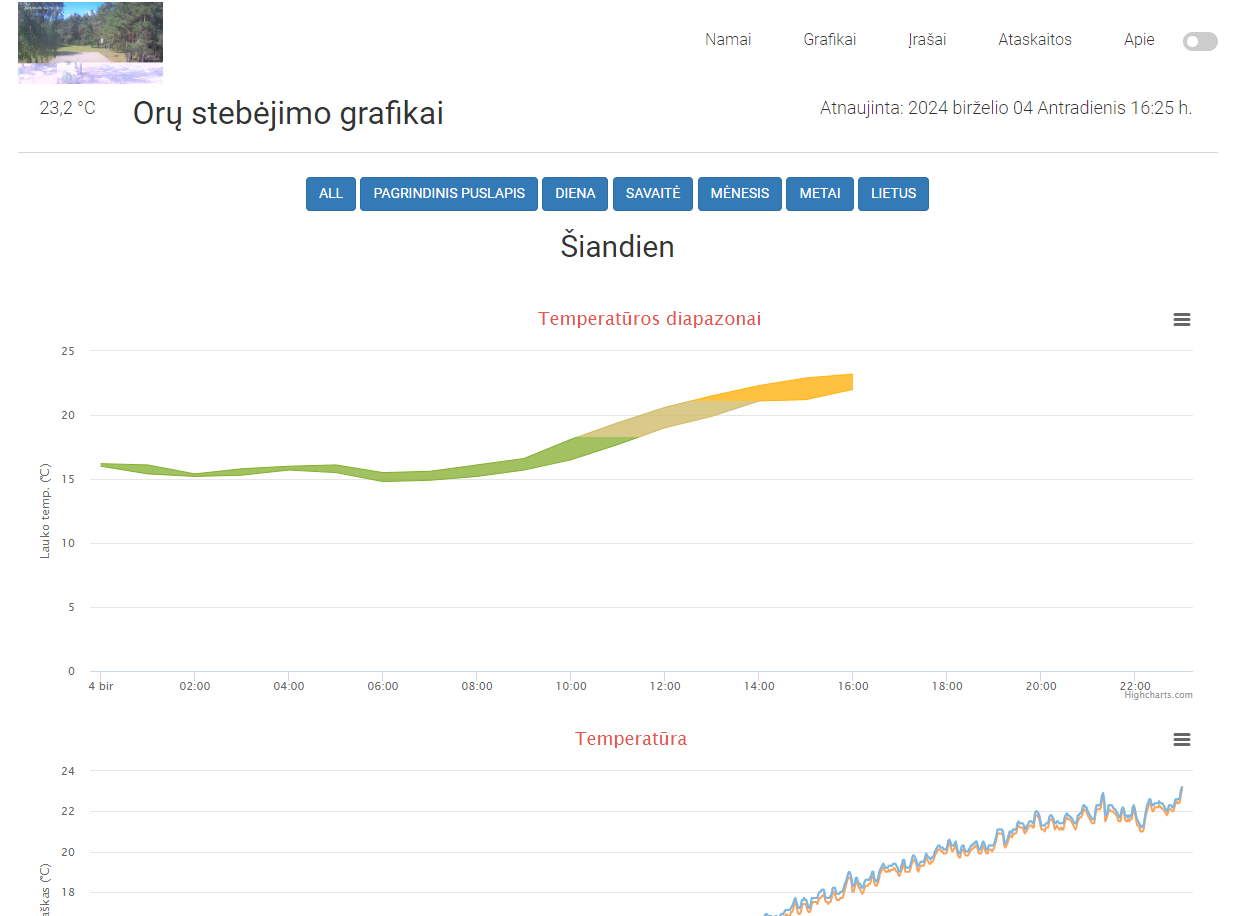 Namai Grafikai Įrašai Ataskaitos Apie
23,2 °C
Orų stebėjimo grafikai
Atnaujinta: 2024 birželio 04 Antradienis 16:25 h.
ALL PAGRINDINIS PUSLAPIS DIENA SAVAITĖ MĖNESIS METAI LIETUS
Šiandien
Temperatūros diapazonai
Lauko temp. (°C)
25
20
15
10
5
0
4 bir 02:00 04:00 06:00 08:00 10:00 12:00 14:00 16:00 18:00 20:00 22:00
Highcharts.com
Temperatūra
24
22
20
18
aškas (°C)